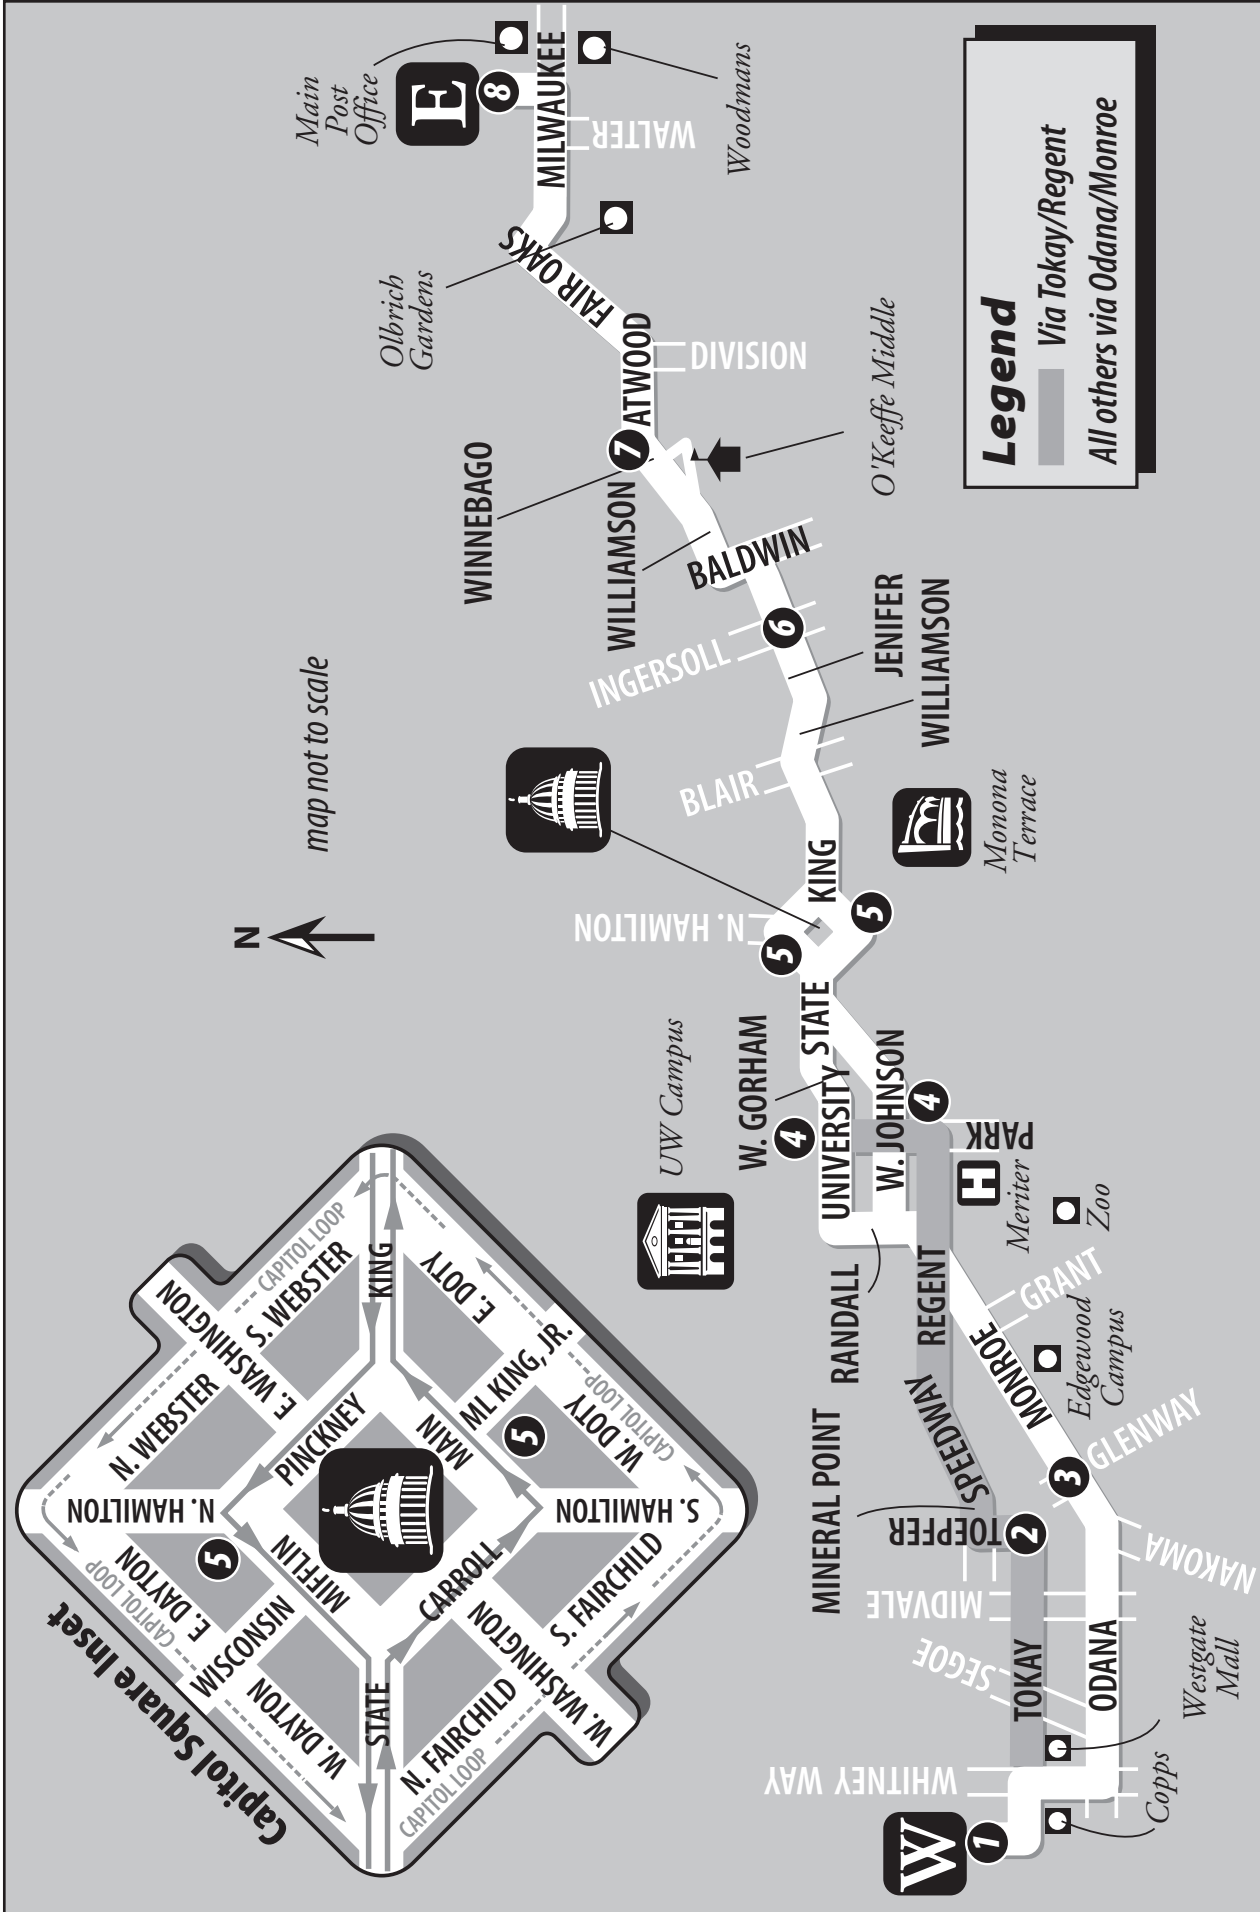 Capitol Square Inset
CAPITOL LOOP
N. HAMILTON
N. WEBSTER
E. WASHINGTON
S. WEBSTER
CAPITOL LOOP
E. DAYTON
CAPITOL LOOP
WISCONSIN
W. DAYTON
5
MIFFLIN
PINCKNEY
STATE
KING
N. FAIRCHILD
CAPITOL LOOP
CARROLL
MAIN
E. DOTY
W. WASHINGTON
S. FAIRCHILD
S. HAMILTON
5
ML KING, JR.
W. DOTY
N
map not to scale
Main
Post
Office
E
8
MILWAUKEE
WALTER
Woodmans
Olbrich
Gardens
FAIR OAKS
ATWOOD
DIVISION
WINNEBAGO
7
WILLIAMSON
O'Keeffe Middle
BALDWIN
INGERSOLL
6
JENIFER
WILLIAMSON
BLAIR
Monona
Terrace
KING
N. HAMILTON
5
5
STATE
UW Campus
W. GORHAM
4
UNIVERSITY
W. JOHNSON
4
PARK
H
Meriter
Zoo
RANDALL
REGENT
GRANT
MONROE
Edgewood
Campus
SPEEDWAY
MINERAL POINT
3
GLENWAY
TOEPFER
2
NAKOMA
MIDVALE
SEGOE
TOKAY
ODANA
Westgate
Mall
WHITNEY WAY
W
1
Copps
Legend
Via Tokay/Regent
All others via Odana/Monroe